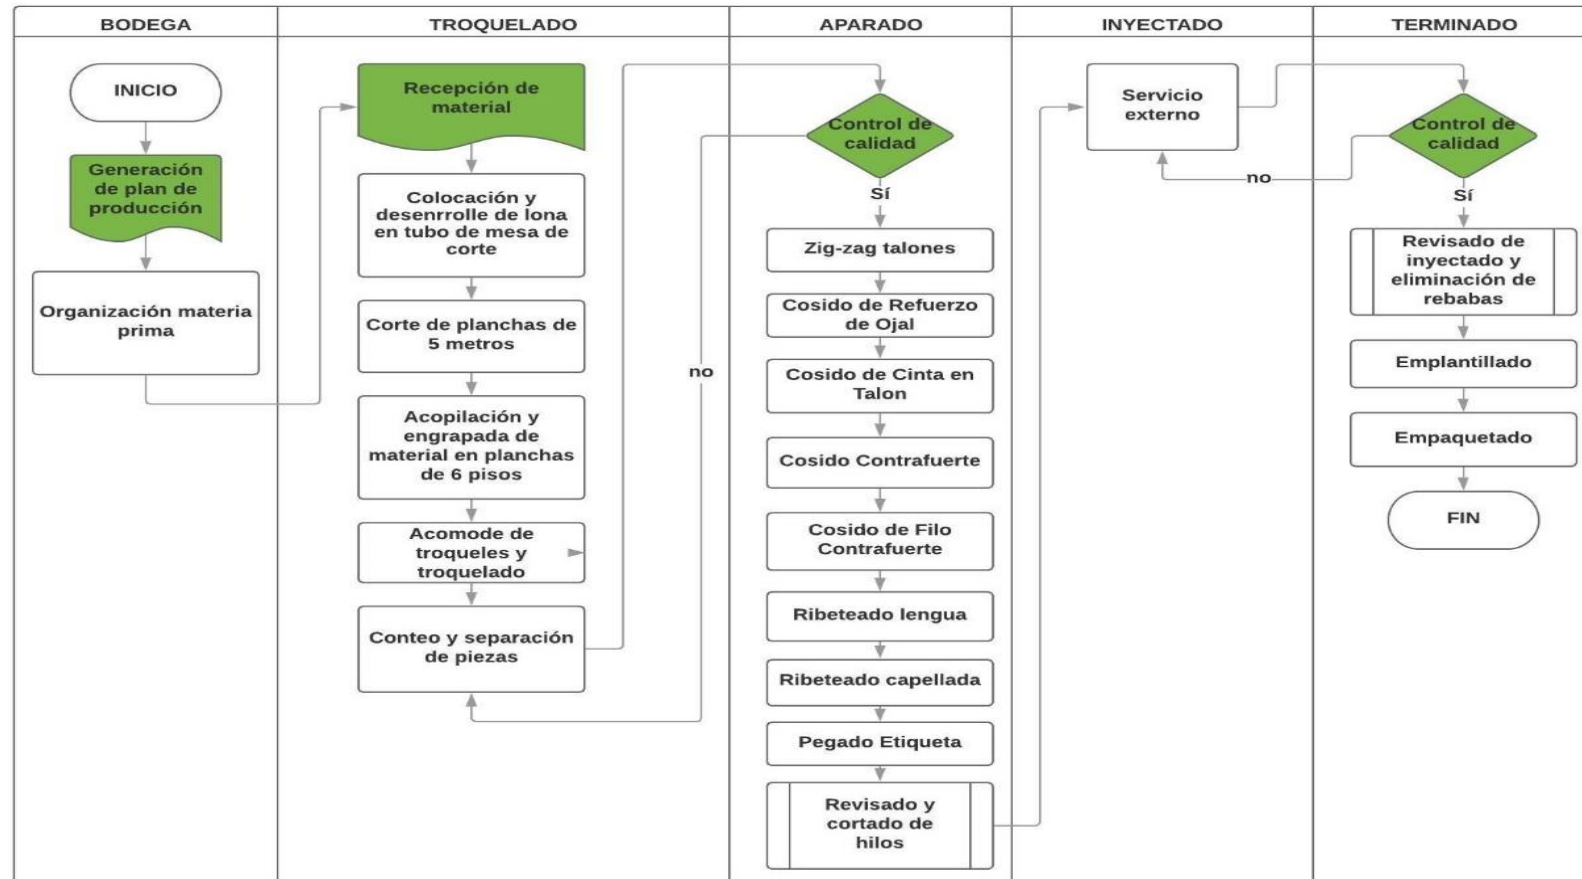 BODEGA
TROQUELADO
APARADO
INYECTADO
TERMINADO
INICIO
Generación
de plan de
producción
Organización materia
prima
Recepción de
material
Colocación y
desenrrolle de lona
en tubo de mesa de
corte
Corte de planchas de
5 metros
Acopilación y
engrapada de
material en planchas
de 6 pisos
Acomode de
troqueles y
troquelado
Conteo y separación
de piezas
no
Control de
calidad
Sí
Zig-zag talones
Cosido de Refuerzo
de Ojal
Cosido de Cinta en
Talon
Cosido Contrafuerte
Cosido de Filo
Contrafuerte
Ribeteado lengua
Ribeteado capellada
Pegado Etiqueta
Revisado y
cortado de
hilos
Servicio
externo
no
Control de
calidad
Sí
Revisado de
inyectado y
eliminación de
rebabas
Emplantillado
Empaquetado
FIN